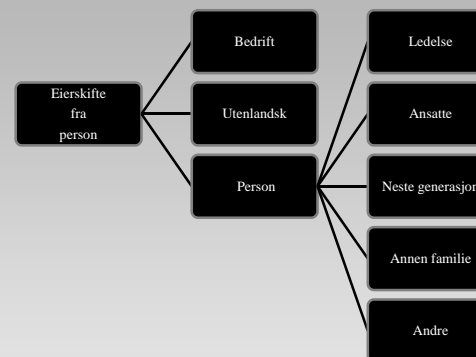 Eierskifte
fra
person
Bedrift
Utenlandsk
Person
Ledelse
Ansatte
Neste generasjon
Annen familie
Andre